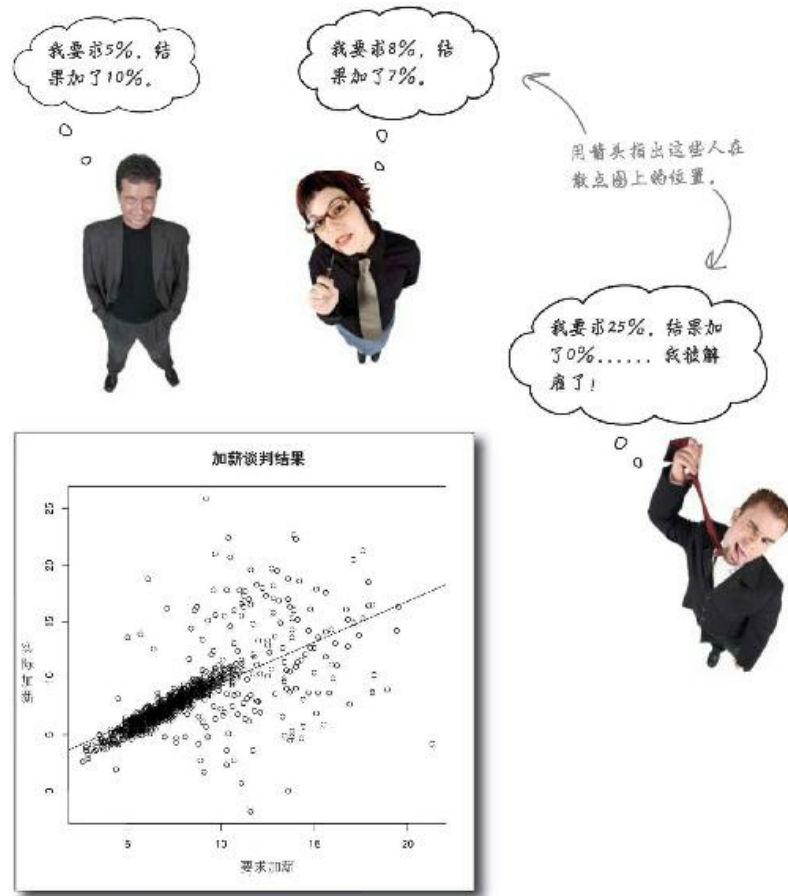 我要求5%，结
果加了10%。
我要求8%，结
果加了7%。
用箭头指出这些人在
散点图上的位置。
我要求25%，结果加
了0%......我被解
雇了！
加薪谈判结果
25
20
15
10
5
0
5
10
15
20
要求加薪